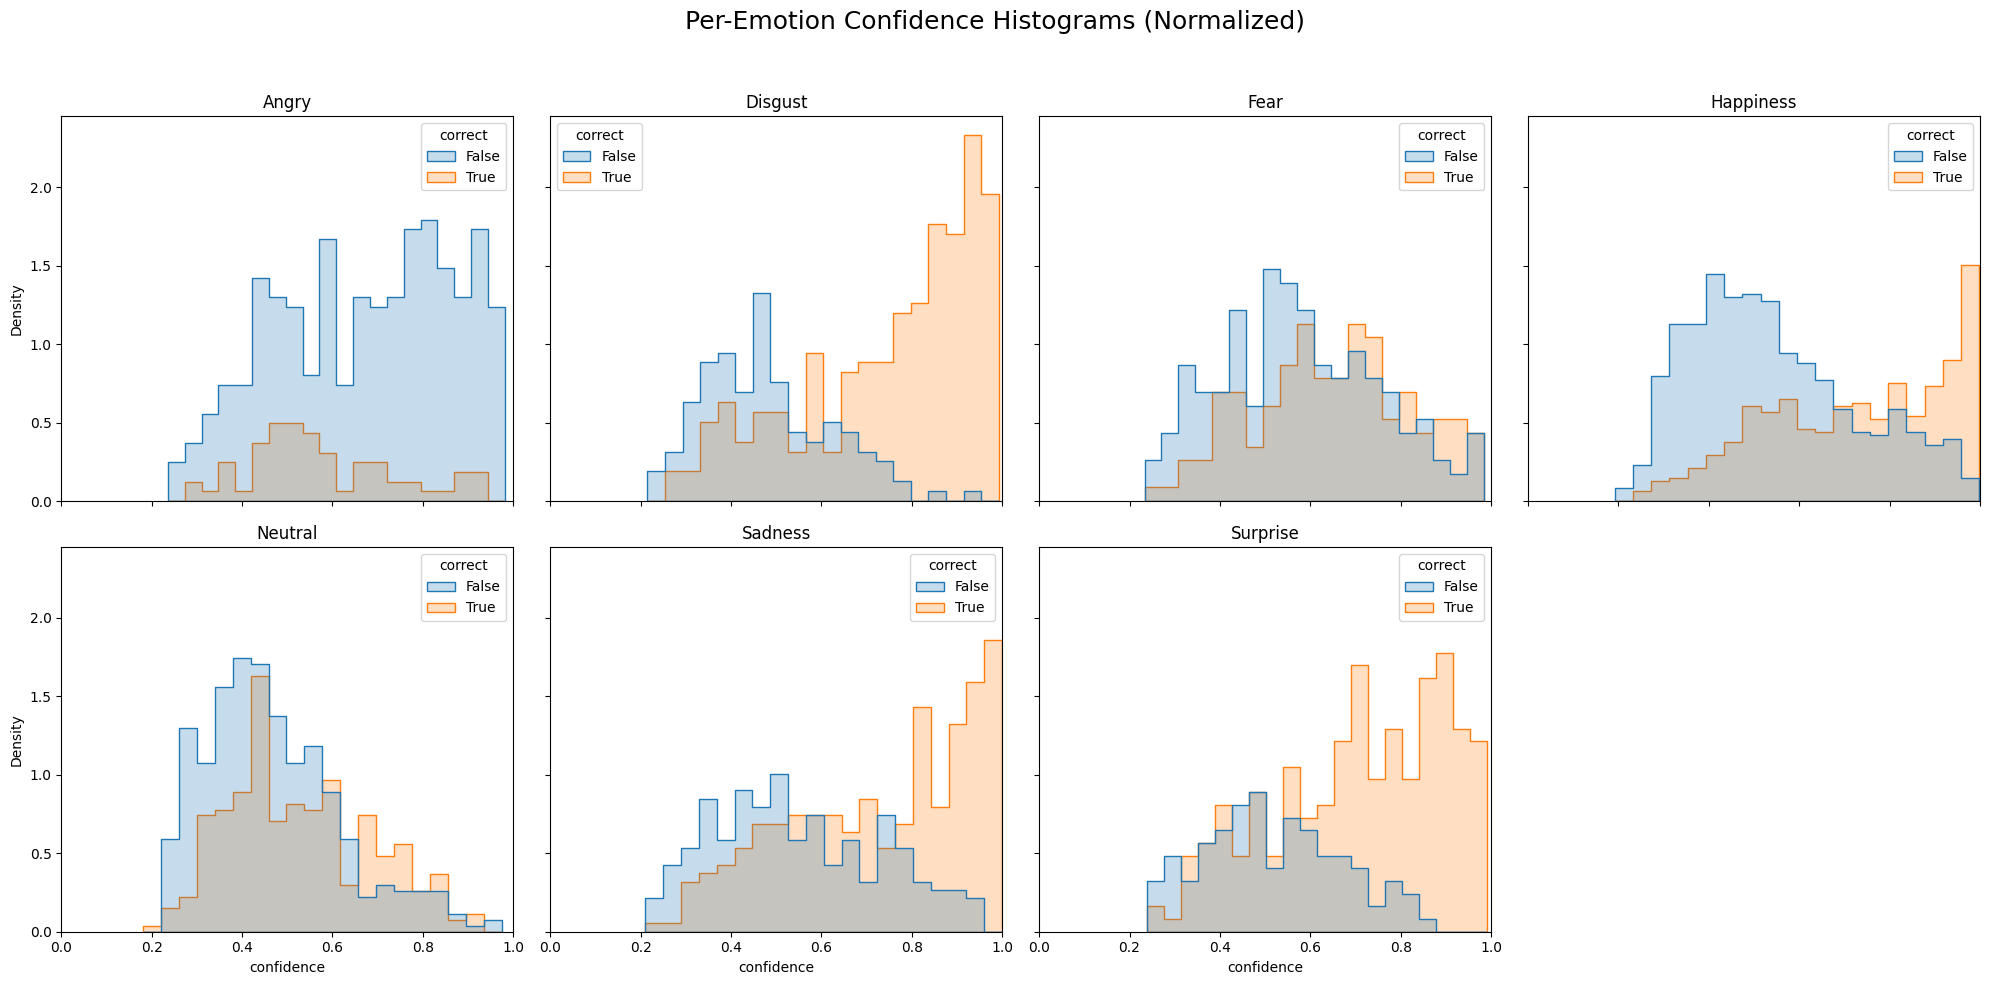 Per-Emotion Confidence Histograms (Normalized)
Angry
correct
False
True
Density
2.0
1.5
1.0
0.5
0.0
Disgust
correct
False
True
Fear
correct
False
True
Happiness
correct
False
True
Neutral
correct
False
True
Density
2.0
1.5
1.0
0.5
0.0
0.0 0.2 0.4 0.6 0.8 1.0
confidence
Sadness
correct
False
True
0.0 0.2 0.4 0.6 0.8 1.0
confidence
Surprise
correct
False
True
0.0 0.2 0.4 0.6 0.8 1.0
confidence